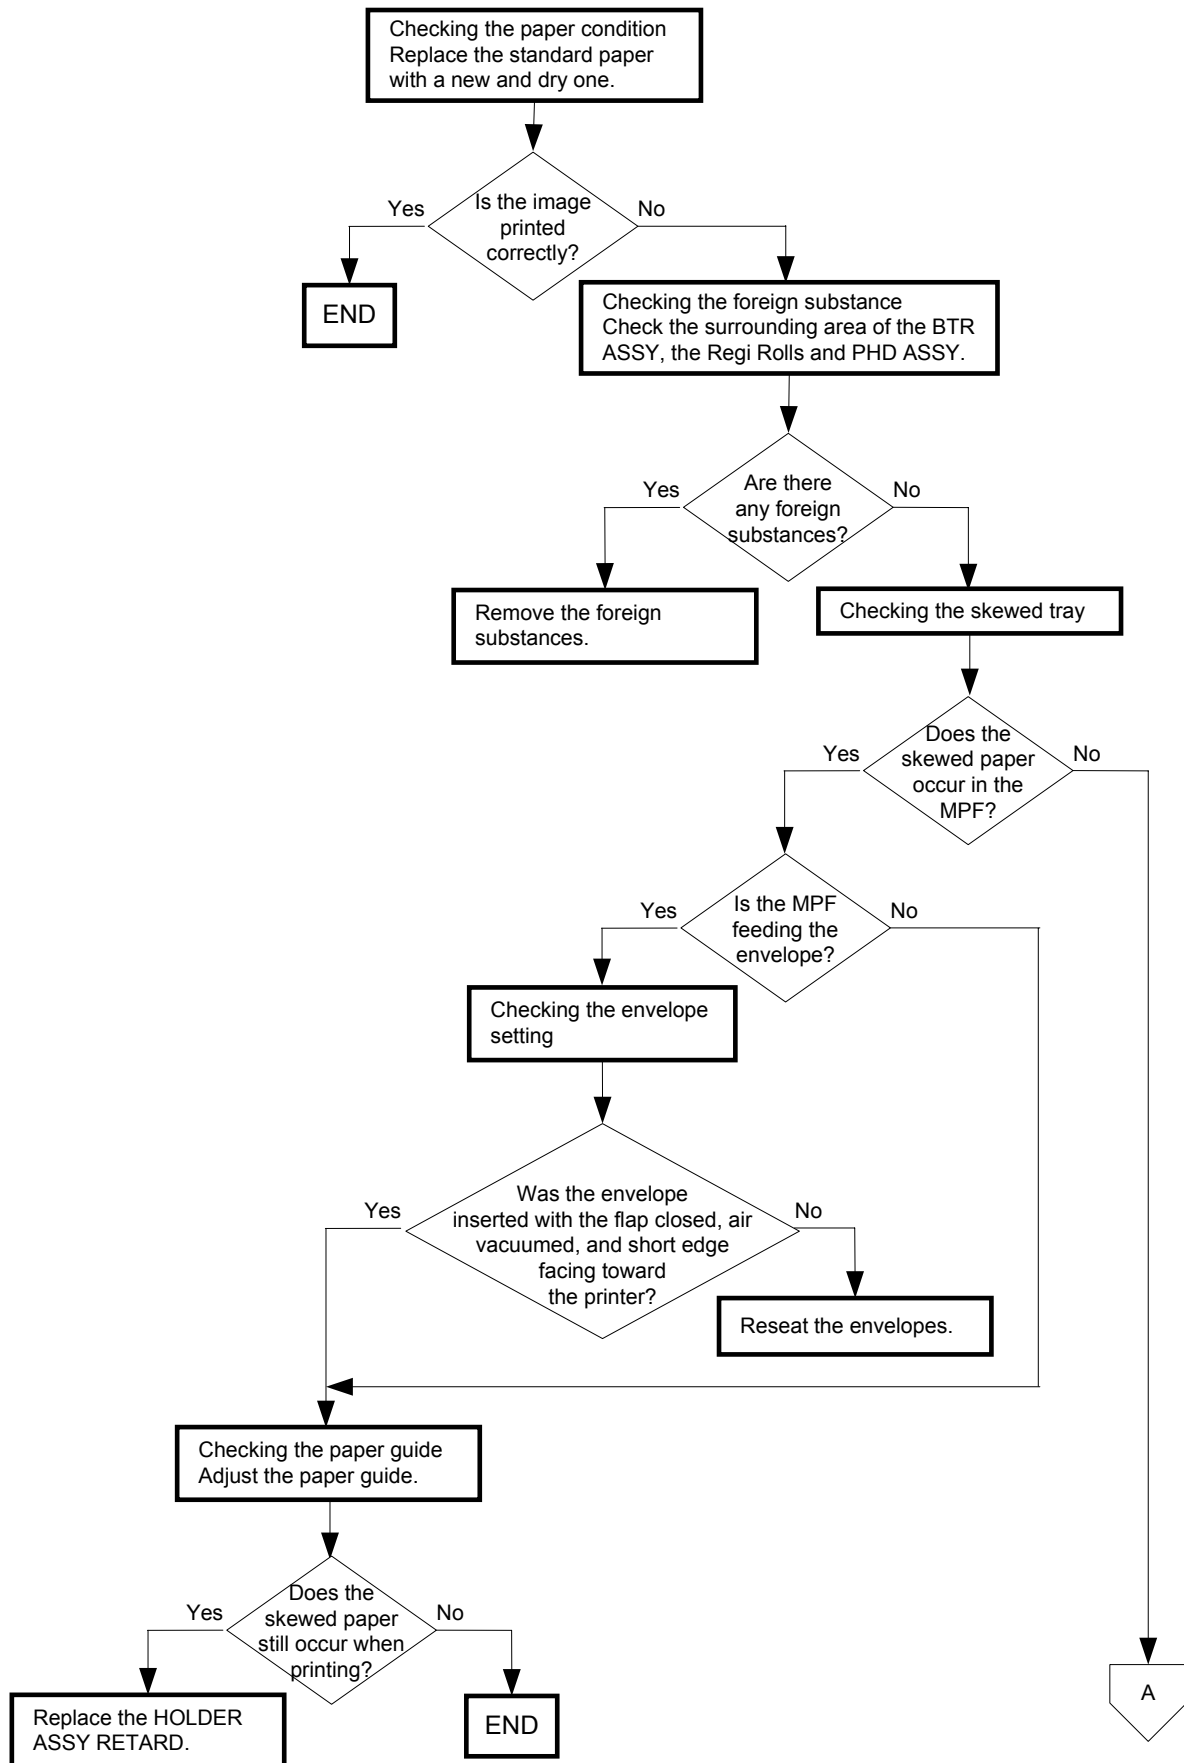 Checking the paper condition
Replace the standard paper
with a new and dry one.
Is the image
printed
correctly?
Yes
No
END
Checking the foreign substance
Check the surrounding area of the BTR
ASSY, the Regi Rolls and PHD ASSY.
Are there
any foreign
substances?
Yes
No
Remove the foreign
substances.
Checking the skewed tray
Does the
skewed paper
occur in the
MPF?
Yes
No
Is the MPF
feeding the
envelope?
Yes
No
Checking the envelope
setting
Was the envelope
inserted with the flap closed, air
vacuumed, and short edge
facing toward
the printer?
Yes
No
Reseat the envelopes.
Checking the paper guide
Adjust the paper guide.
Does the
skewed paper
still occur when
printing?
Yes
No
Replace the HOLDER
ASSY RETARD.
END
A